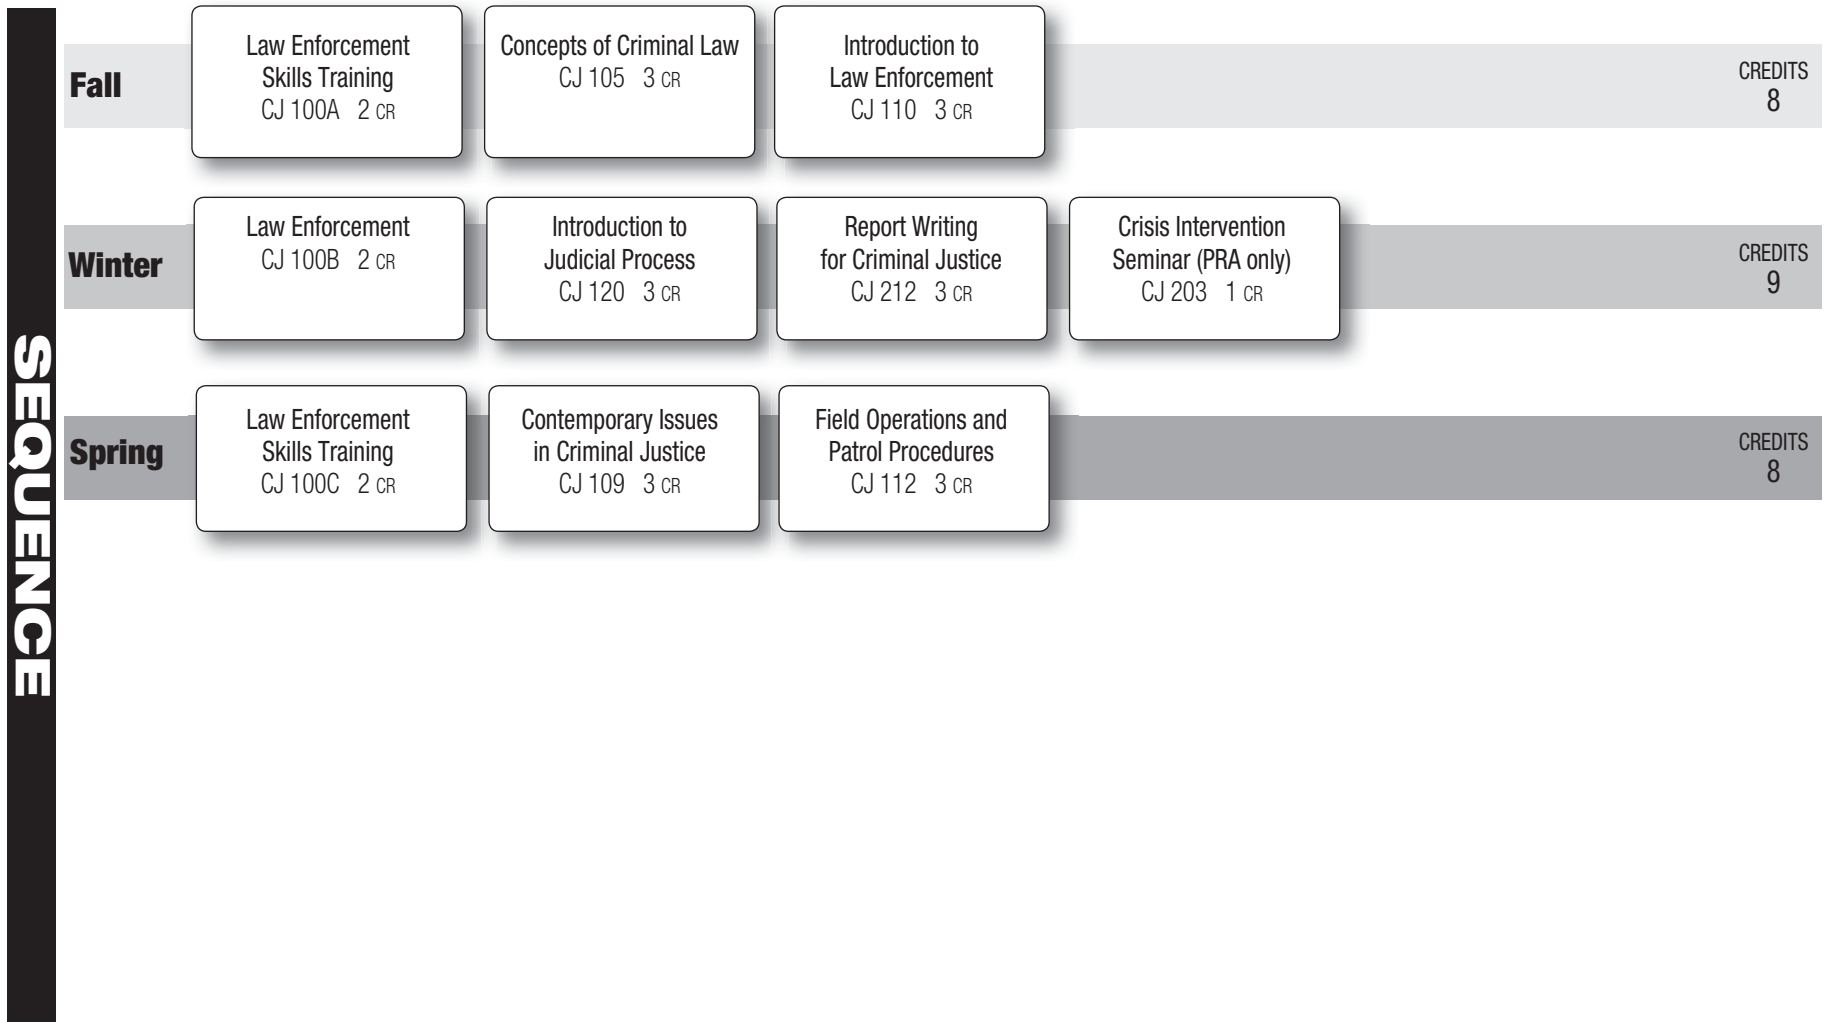 SEQUENCE
Fall
Law Enforcement
Skills Training
CJ 100A 2 CR
Concepts of Criminal Law
CJ 105 3 CR
Introduction to
Law Enforcement
CJ 110 3 CR
CREDITS
8
Winter
Law Enforcement
CJ 100B 2 CR
Introduction to
Judicial Process
CJ 120 3 CR
Report Writing
for Criminal Justice
CJ 212 3 CR
Crisis Intervention
Seminar (PRA only)
CJ 203 1 CR
CREDITS
9
Spring
Law Enforcement
Skills Training
CJ 100C 2 CR
Contemporary Issues
in Criminal Justice
CJ 109 3 CR
Field Operations and
Patrol Procedures
CJ 112 3 CR
CREDITS
8